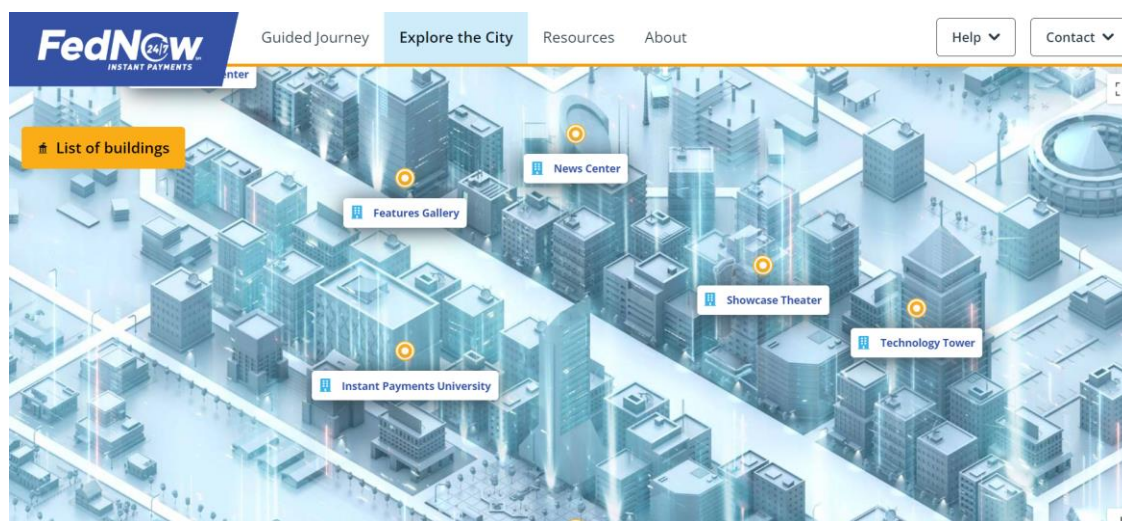 FedNow
24/7
INSTANT PAYMENTS
Guided Journey
Explore the City
Resources
About
Help
Contact
enter
List of buildings
News Center
Features Gallery
Showcase Theater
Technology Tower
Instant Payments University